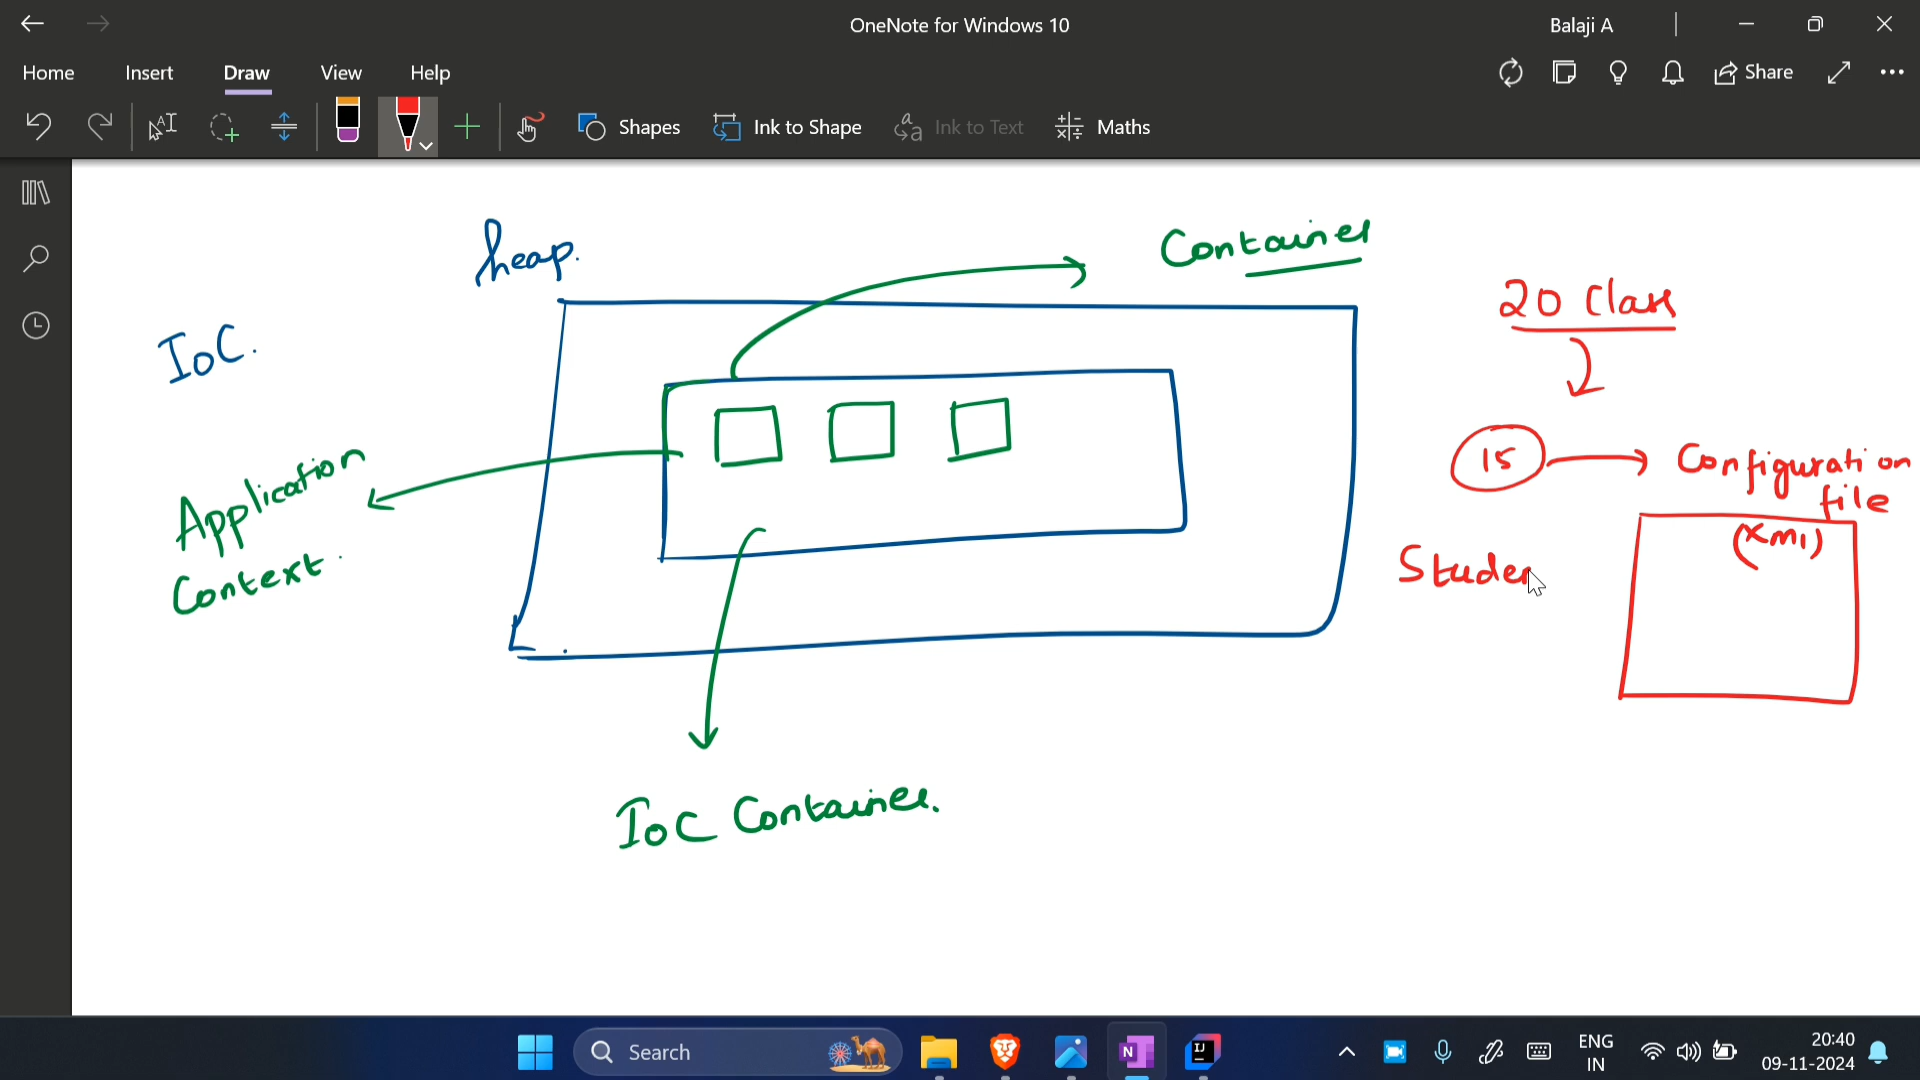 OneNote for Windows 10
Balaji A
Home Insert Draw View Help
Share
Shapes
Ink to Shape
Ink to Text
Maths
heap.
Container
20 Class
IoC.
15
Configuration
file
(xml)
Application
Context.
Studen
IoC Container.
Search
ENG
IN
20:40
09-11-2024